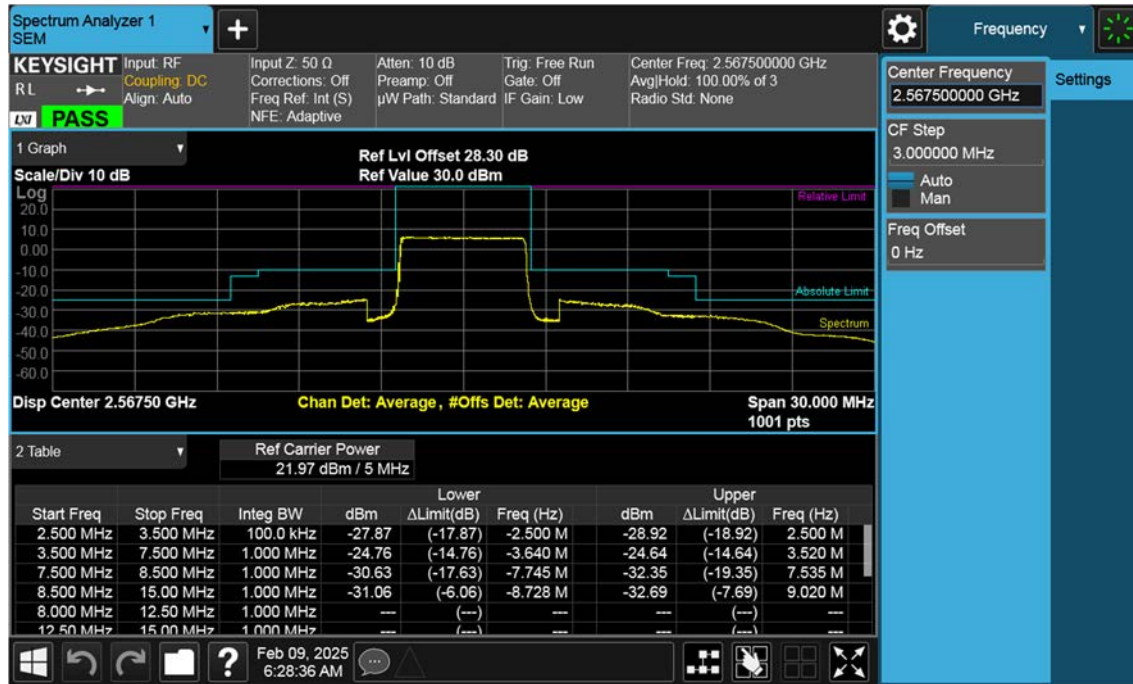 Spectrum Analyzer 1
SEM
Frequency
KEYSIGHT
R L
LXI
PASS
Input: RF
Coupling: DC
Align: Auto
Input Z: 50 Ω
Corrections: Off
Freq Ref: Int (S)
NFE: Adaptive
Atten: 10 dB
Preamp: Off
µW Path: Standard
Trig: Free Run
Gate: Off
IF Gain: Low
Center Freq: 2.567500000 GHz
Avg|Hold: 100.00% of 3
Radio Std: None
Center Frequency
2.567500000 GHz
Settings
CF Step
3.000000 MHz
Auto
Man
Freq Offset
0 Hz
1 Graph
Scale/Div 10 dB
Ref Lvl Offset 28.30 dB
Ref Value 30.0 dBm
Log
20.0
10.0
0.00
-10.0
-20.0
-30.0
-40.0
-50.0
-60.0
Relative Limit
Absolute Limit
Spectrum
Disp Center 2.56750 GHz
Chan Det: Average, #Offs Det: Average
Span 30.000 MHz
1001 pts
2 Table
Ref Carrier Power
21.97 dBm / 5 MHz
Lower Upper
Start Freq Stop Freq Integ BW dBm ΔLimit(dB) Freq (Hz) dBm ΔLimit(dB) Freq (Hz)
2.500 MHz 3.500 MHz 100.0 kHz -27.87 (-17.87) -2.500 M -28.92 (-18.92) 2.500 M
3.500 MHz 7.500 MHz 1.000 MHz -24.76 (-14.76) -3.640 M -24.64 (-14.64) 3.520 M
7.500 MHz 8.500 MHz 1.000 MHz -30.63 (-17.63) -7.745 M -32.35 (-19.35) 7.535 M
8.500 MHz 15.00 MHz 1.000 MHz -31.06 (-6.06) -8.728 M -32.69 (-7.69) 9.020 M
8.000 MHz 12.50 MHz 1.000 MHz --- (---) --- --- (---) ---
12.50 MHz 15.00 MHz 1.000 MHz --- (---) --- --- (---) ---
Feb 09, 2025
6:28:36 AM